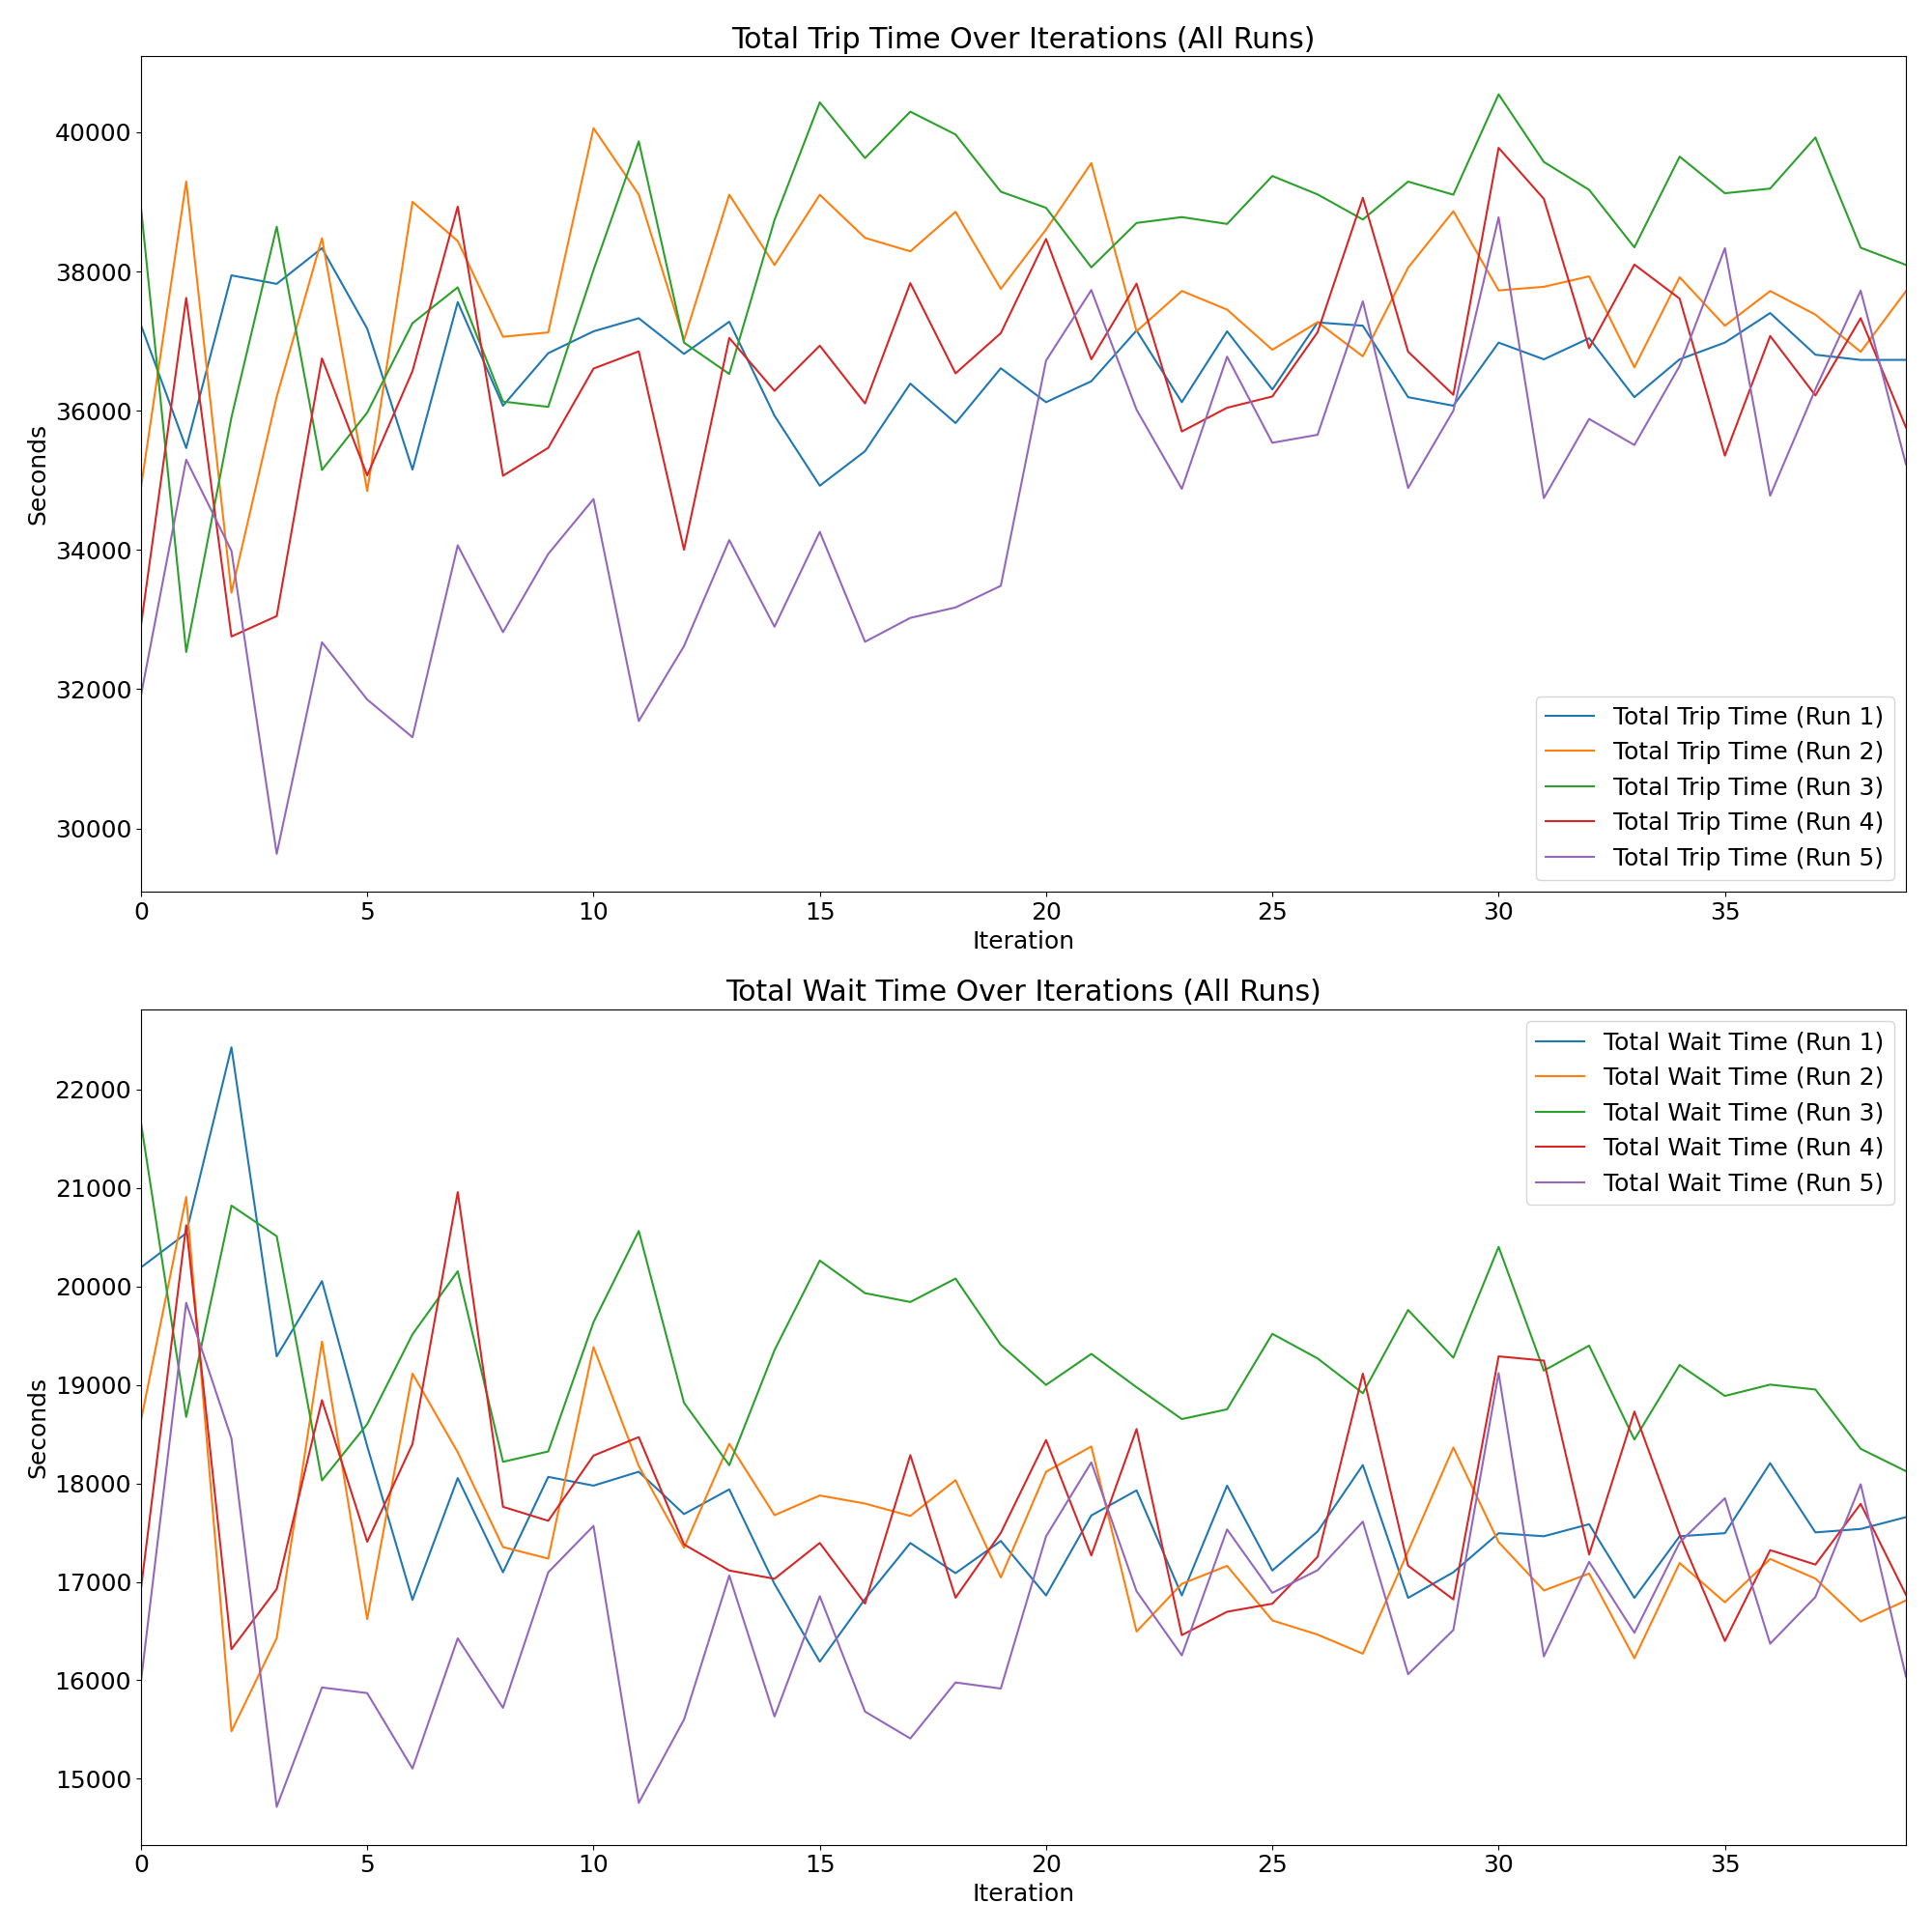 Total Trip Time Over Iterations (All Runs)
Seconds
40000
38000
36000
34000
32000
30000
Total Trip Time (Run 1)
Total Trip Time (Run 2)
Total Trip Time (Run 3)
Total Trip Time (Run 4)
Total Trip Time (Run 5)
0 5 10 15 20 25 30 35
Iteration
Total Wait Time Over Iterations (All Runs)
Seconds
22000
21000
20000
19000
18000
17000
16000
15000
Total Wait Time (Run 1)
Total Wait Time (Run 2)
Total Wait Time (Run 3)
Total Wait Time (Run 4)
Total Wait Time (Run 5)
0 5 10 15 20 25 30 35
Iteration